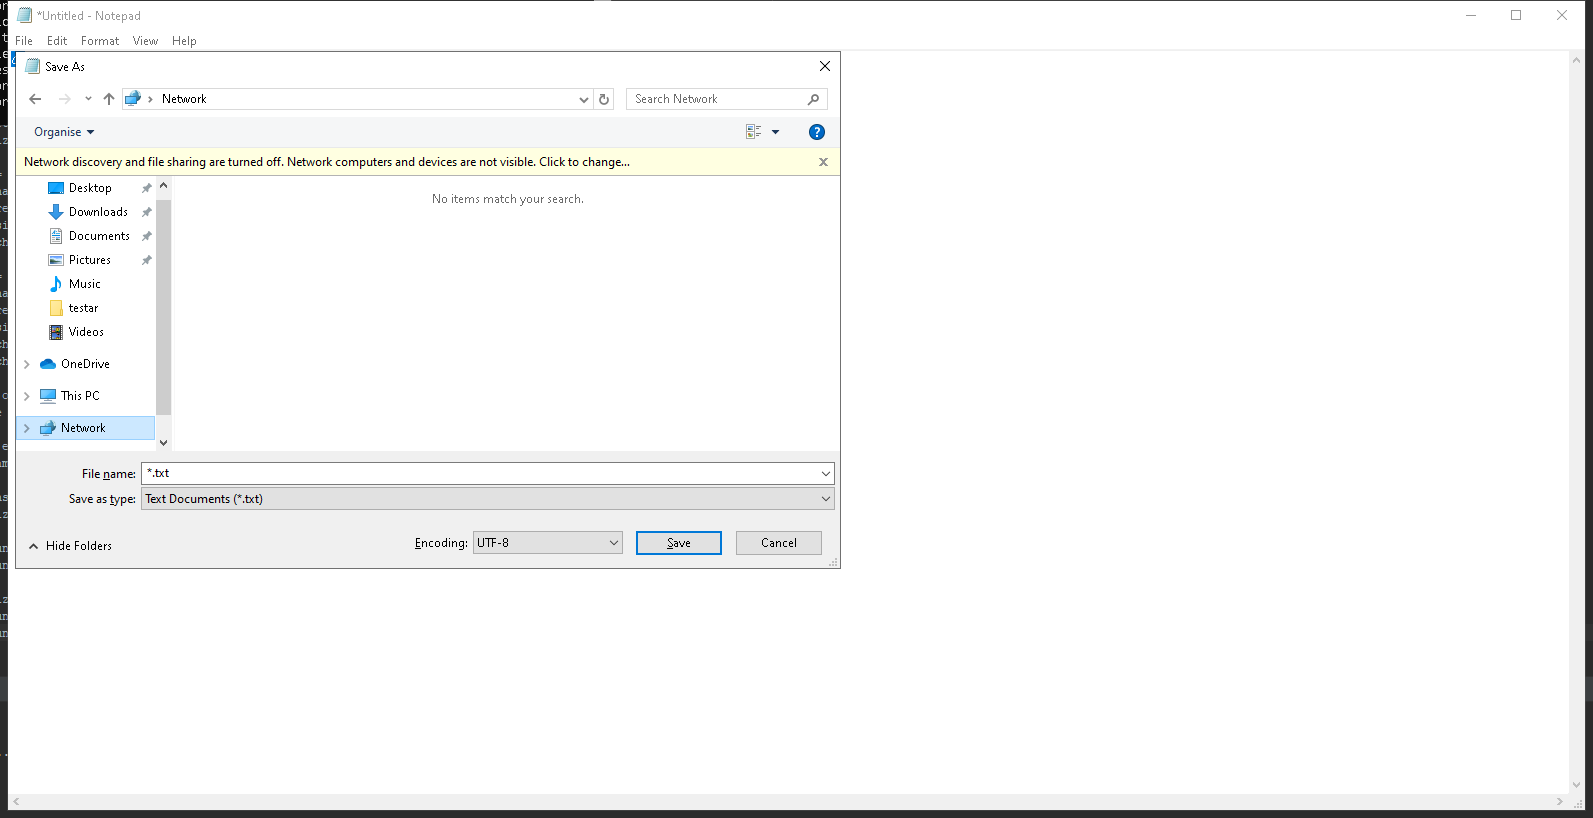 *Untitled - Notepad
File Edit Format View Help
Save As
Network
Search Network
Organise
Network discovery and file sharing are turned off. Network computers and devices are not visible. Click to change...
Desktop
Downloads
Documents
Pictures
Music
testar
Videos
OneDrive
This PC
Network
No items match your search.
File name: *.txt
Save as type: Text Documents (*.txt)
Hide Folders
Encoding: UTF-8
Save
Cancel